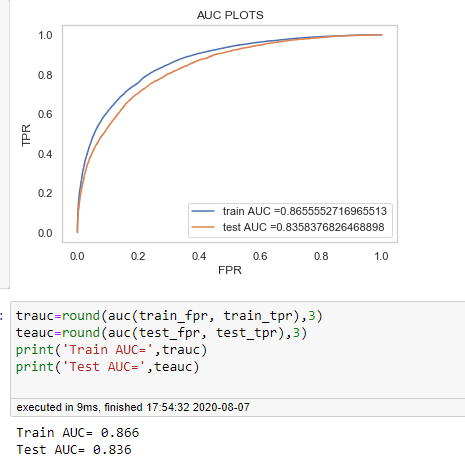 AUC PLOTS
1.0
0.8
0.6
0.4
0.2
0.0
TPR
train AUC =0.8655552716965513
test AUC =0.8358376826468898
0.0 0.2 0.4 0.6 0.8 1.0
FPR
: trauc=round(auc(train_fpr, train_tpr),3)
teauc=round(auc(test_fpr, test_tpr),3)
print('Train AUC=',trauc)
print('Test AUC=',teauc)
executed in 9ms, finished 17:54:32 2020-08-07
Train AUC= 0.866
Test AUC= 0.836